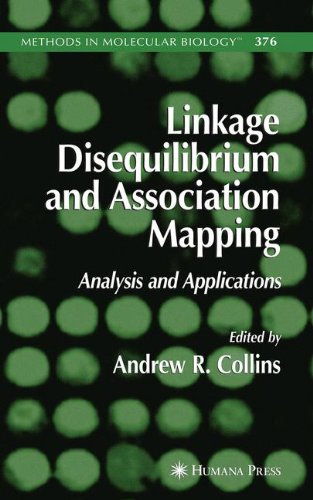 METHODS IN MOLECULAR BIOLOGY™ 376
Linkage
Disequilibrium
and Association
Mapping
Analysis and Applications
Edited by
Andrew R. Collins
HUMANA PRESS